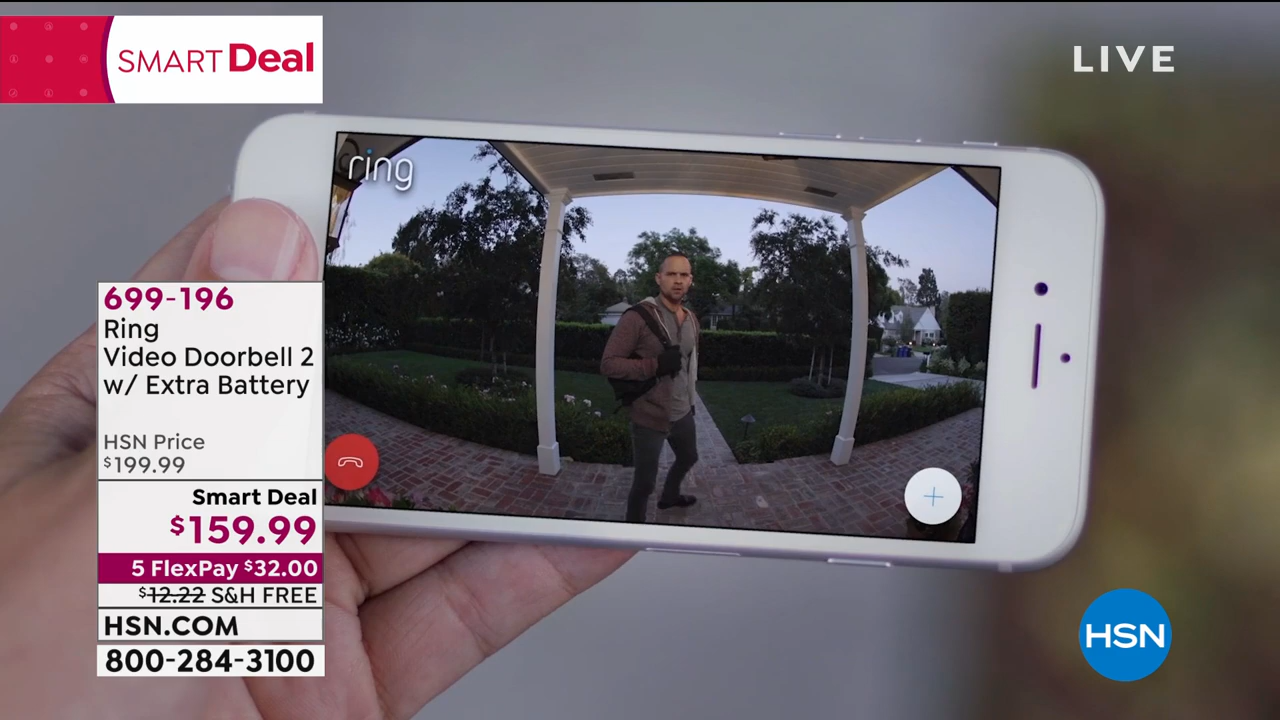 SMART Deal
LIVE
ring
699-196
Ring
Video Doorbell 2
w/ Extra Battery
HSN Price
$199.99
Smart Deal
$159.99
5 FlexPay $32.00
$12.22 S&H FREE
HSN.COM
800-284-3100
HSN